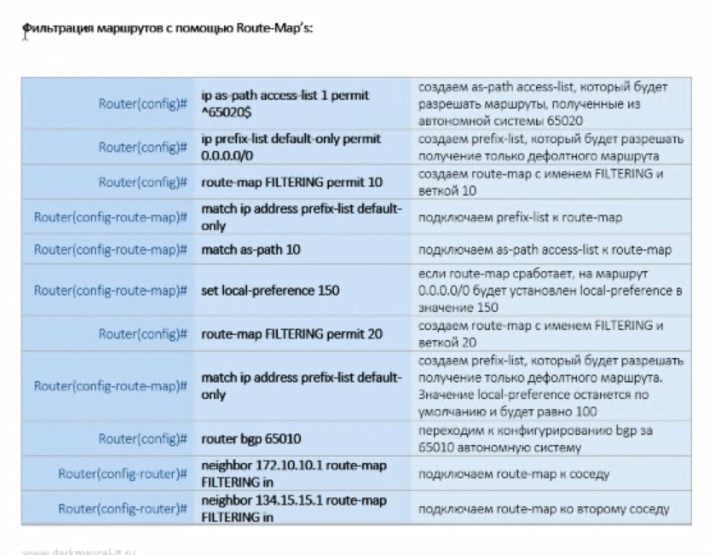 Фильтрация маршрутов с помощью Route-Map's:
Router(config)#
ip as-path access-list 1 permit
^65020$
создаем as-path access-list, который будет
разрешать маршруты, полученные из
автономной системы 65020
Router(config)#
ip prefix-list default-only permit
0.0.0.0/0
создаем prefix-list, который будет разрешать
получение только дефолтного маршрута
Router(config)#
route-map FILTERING permit 10
создаем route-map с именем FILTERING и
веткой 10
Router(config-route-map)#
match ip address prefix-list default-
only
подключаем prefix-list к route-map
Router(config-route-map)#
match as-path 10
подключаем as-path access-list к route-map
Router(config-route-map)#
set local-preference 150
если route-map сработает, на маршрут
0.0.0.0/0 будет установлен local-preference в
значение 150
Router(config)#
route-map FILTERING permit 20
создаем route-map с именем FILTERING и
веткой 20
Router(config-route-map)#
match ip address prefix-list default-
only
создаем prefix-list, который будет разрешать
получение только дефолтного маршрута.
Значение local-preference останется по
умолчанию и будет равно 100
Router(config)#
router bgp 65010
переходим к конфигурированию bgp за
65010 автономную систему
Router(config-router)#
neighbor 172.10.10.1 route-map
FILTERING in
подключаем route-map к соседу
Router(config-router)#
neighbor 134.15.15.1 route-map
FILTERING in
подключаем route-map ко второму соседу